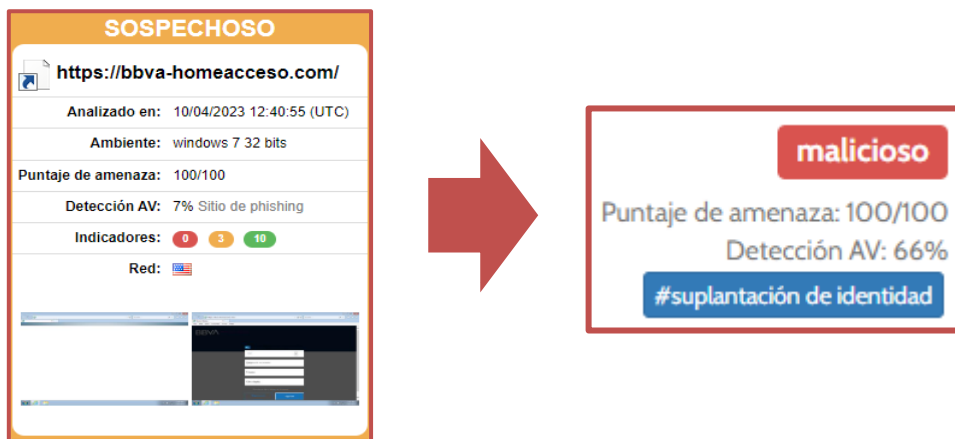 SOSPECHOSO
https://bbva-homeacceso.com/
Analizado en: 10/04/2023 12:40:55 (UTC)
Ambiente: windows 7 32 bits
Puntaje de amenaza: 100/100
Detección AV: 7% Sitio de phishing
Indicadores: 0 3 10
Red:
BBVA
malicioso
Puntaje de amenaza: 100/100
Detección AV: 66%
#suplantación de identidad